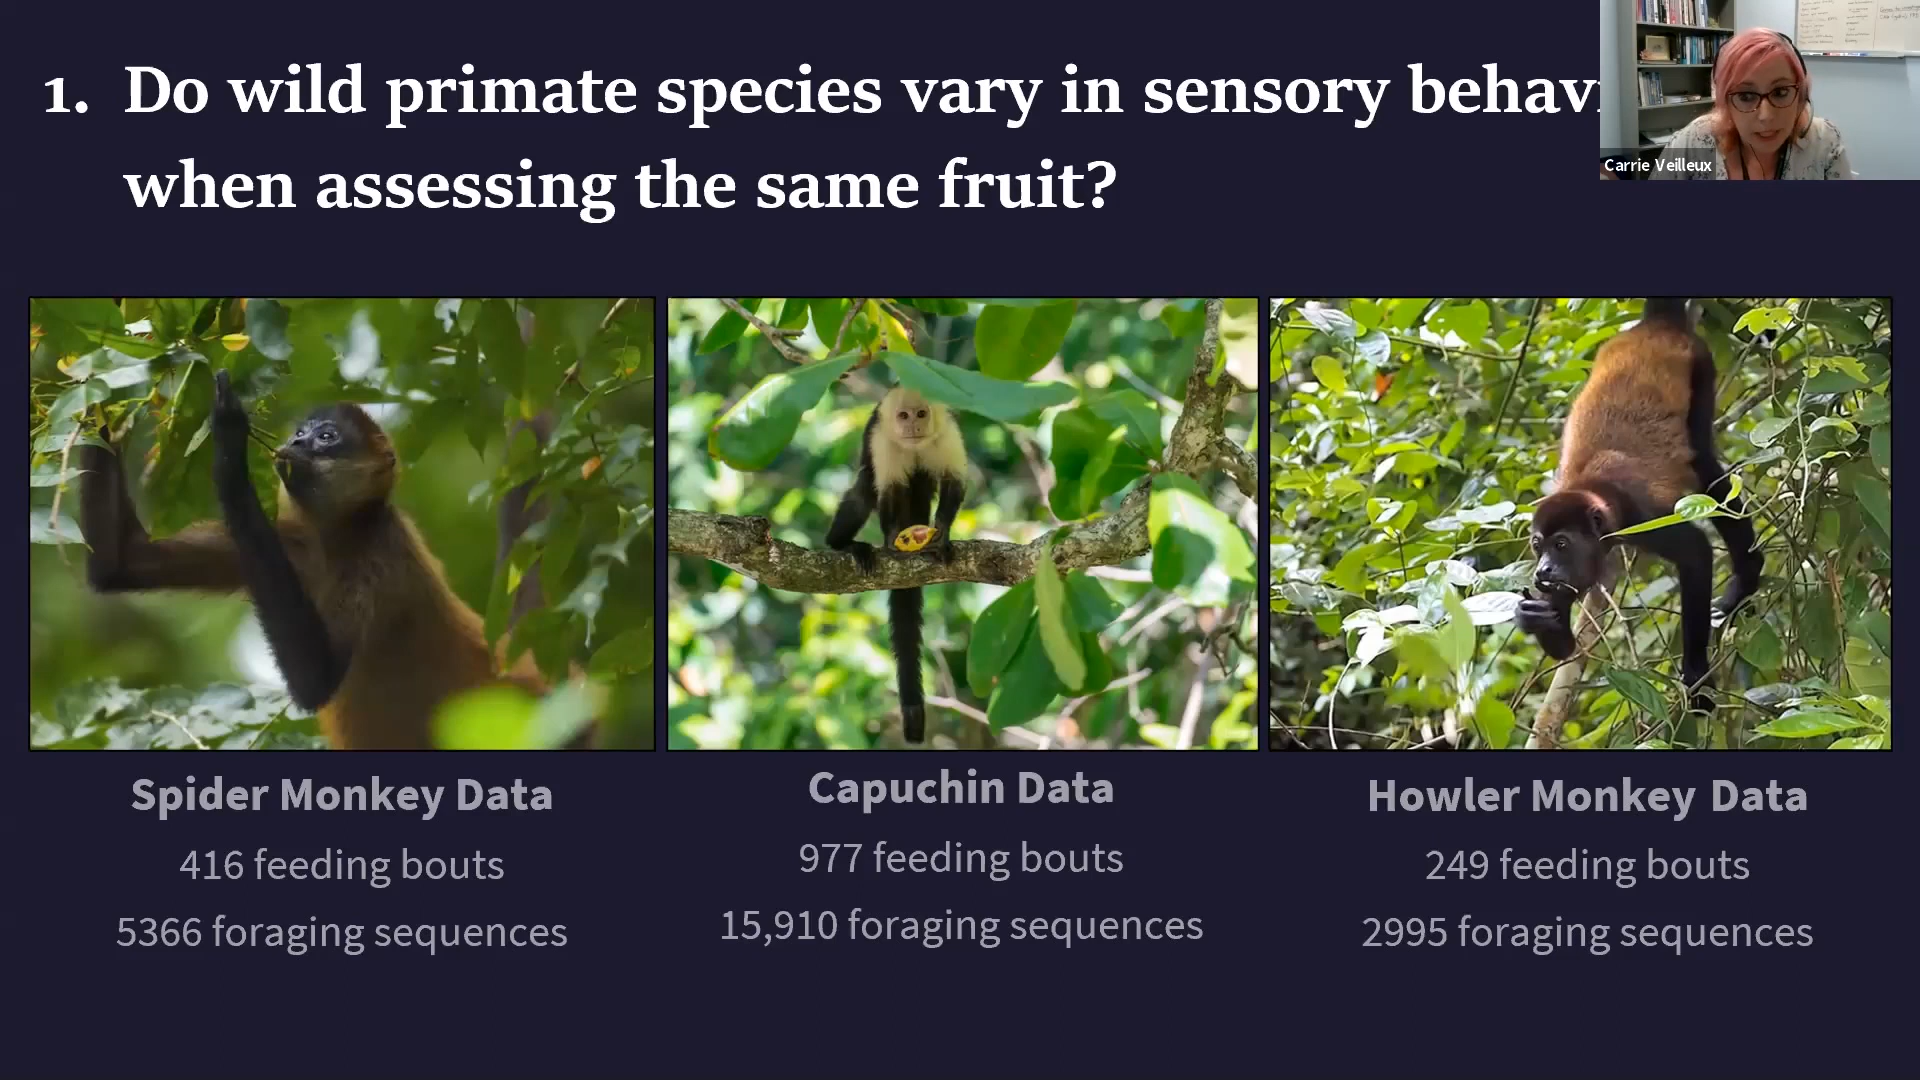 1. Do wild primate species vary in sensory
when assessing the same fruit?
Carrie Veilleux
Spider Monkey Data
416 feeding bouts
5366 foraging sequences
Capuchin Data
977 feeding bouts
15,910 foraging sequences
Howler Monkey Data
249 feeding bouts
2995 foraging sequences